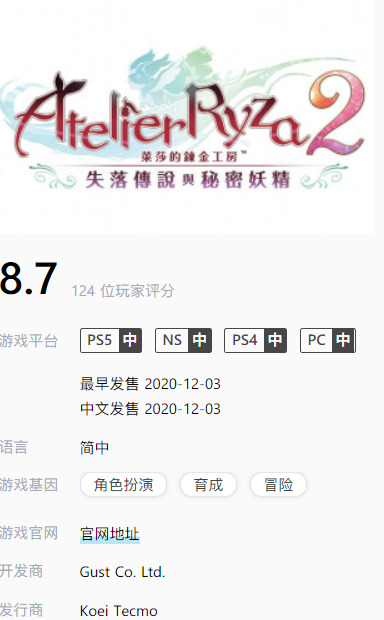 Atelier Ryza 2
萊莎的鍊金工房™
失落傳說與秘密妖精
8.7 124 位玩家评分
游戏平台 PS5 中 NS 中 PS4 中 PC 中
最早发售 2020-12-03
中文发售 2020-12-03
语言 简中
游戏基因 角色扮演 育成 冒险
游戏官网 官网地址
开发商 Gust Co. Ltd.
发行商 Koei Tecmo